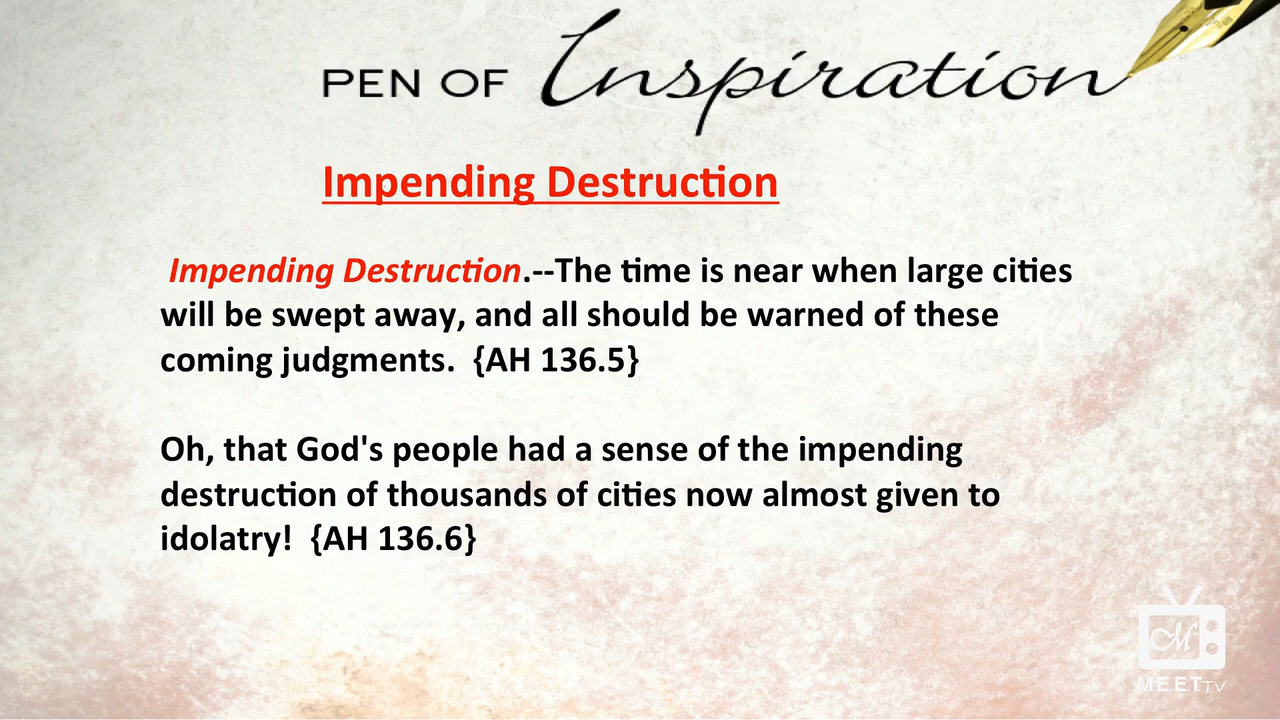 PEN OF Inspiration
Impending Destruction
Impending Destruction.--The time is near when large cities
will be swept away, and all should be warned of these
coming judgments.  {AH 136.5}
Oh, that God's people had a sense of the impending
destruction of thousands of cities now almost given to
idolatry!  {AH 136.6}
M
M.E.E.T.TV